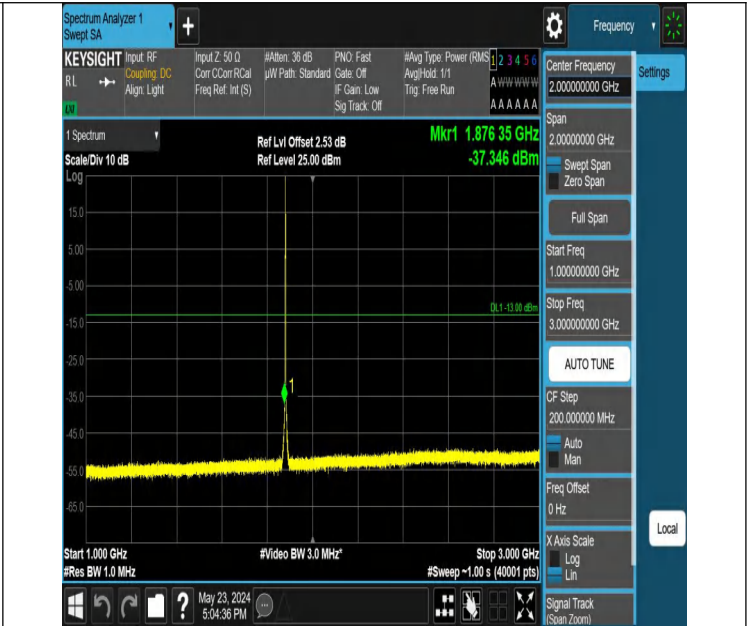 Spectrum Analyzer 1
Swept SA
+
Frequency
KEYSIGHT
RL
Input: RF
Coupling: DC
Align: Light
Input Z: 50 Ω
Corr CCorr RCal
Freq Ref: Int (S)
#Atten: 36 dB
µW Path: Standard
PNO: Fast
Gate: Off
IF Gain: Low
Sig Track: Off
#Avg Type: Power (RMS
Avg|Hold: 1/1
Trig: Free Run
1 2 3 4 5 6
A W W W W W
A A A A A A
1 Spectrum
Scale/Div 10 dB
Log
Ref Lvl Offset 2.53 dB
Ref Level 25.00 dBm
Mkr1 1.876 35 GHz
-37.346 dBm
15.0
5.00
-5.00
DL1 -13.00 dBm
-15.0
-25.0
-35.0
1
-45.0
-55.0
-65.0
Start 1.000 GHz
#Res BW 1.0 MHz
#Video BW 3.0 MHz*
Stop 3.000 GHz
#Sweep ~1.00 s (40001 pts)
?
May 23, 2024
5:04:36 PM
Center Frequency
2.000000000 GHz
Settings
Span
2.00000000 GHz
Swept Span
Zero Span
Full Span
Start Freq
1.000000000 GHz
Stop Freq
3.000000000 GHz
AUTO TUNE
CF Step
200.000000 MHz
Auto
Man
Freq Offset
0 Hz
X Axis Scale
Log
Lin
Local
Signal Track
(Span Zoom)